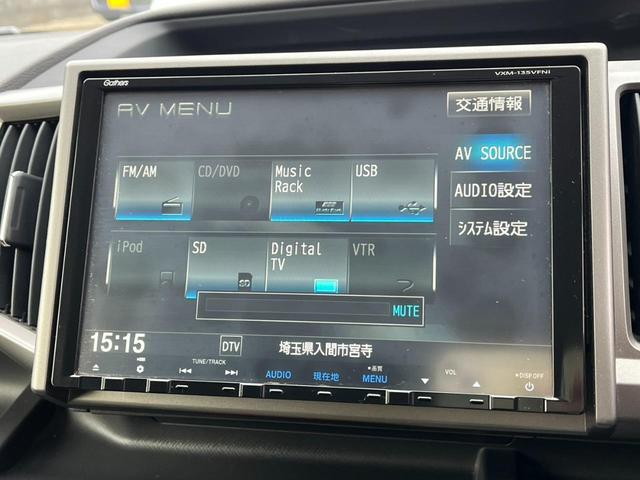 Gathers
VXM-135VFNi
AV MENU
交通情報
FM/AM
CD/DVD
Music Rack
USB
AV SOURCE
AUDIO設定
システム設定
iPod
SD
Digital TV
VTR
SD
MUTE
15:15
DTV
埼玉県入間市宮寺
TUNE/TRACK
AUDIO
現在地
画質
MENU
VOL
DISP OFF